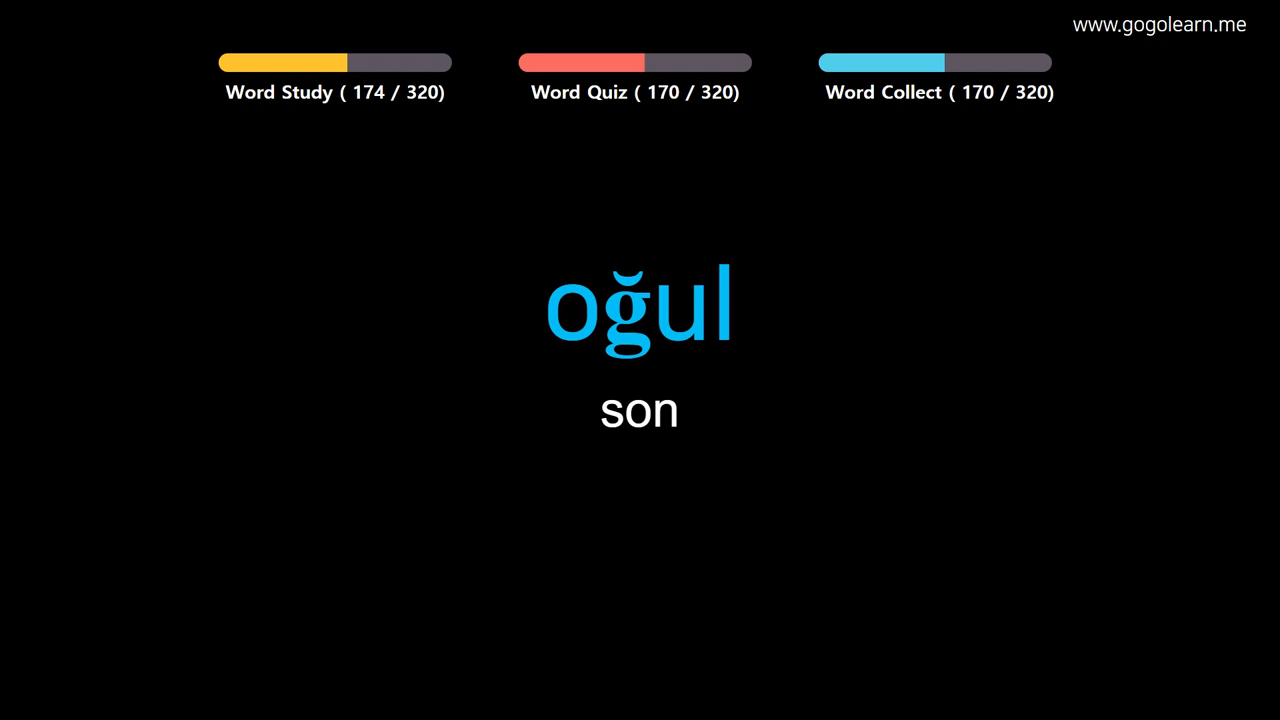 www.gogolearn.me
Word Study ( 174 / 320)
Word Quiz ( 170 / 320)
Word Collect ( 170 / 320)
oğul
son